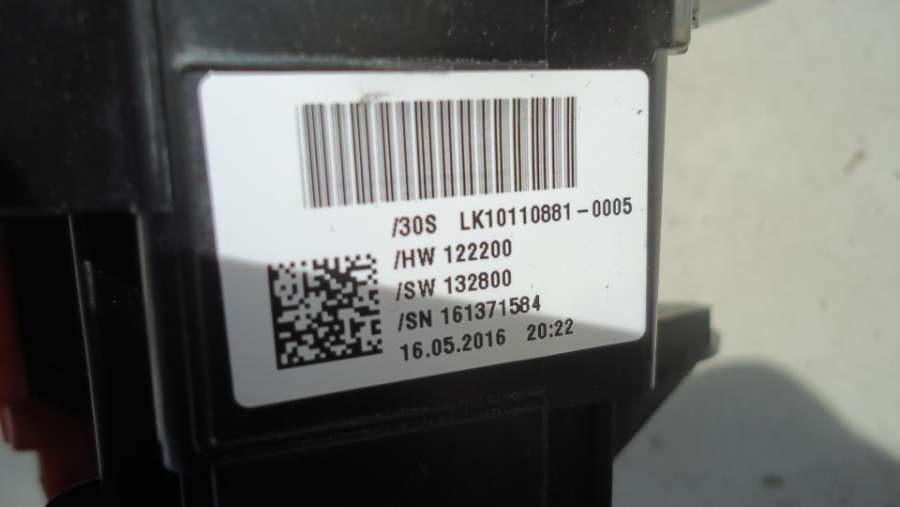 /30S LK10110881-0005
/HW 122200
/SW 132800
/SN 161371584
16.05.2016 20:22